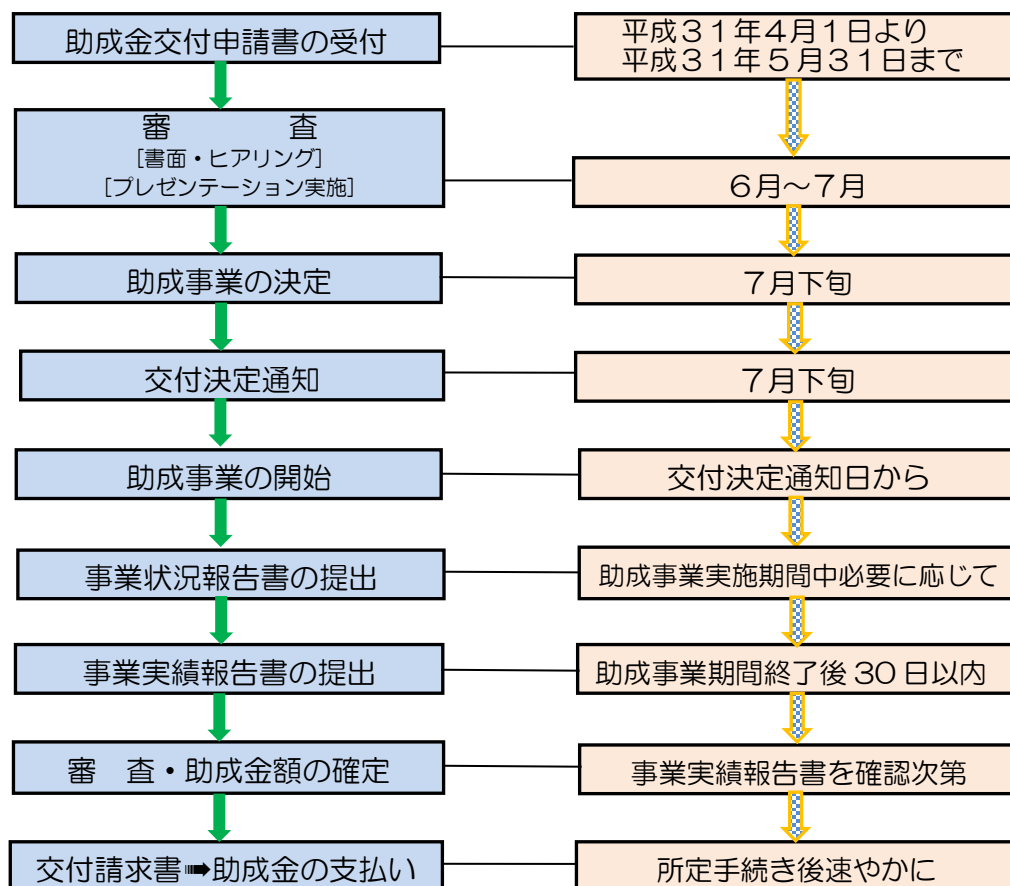 助成金交付申請書の受付
平成３１年４月１日より
平成３１年５月３１日まで
審　　　　査
[書面・ヒアリング]
[プレゼンテーション実施]
６月～７月
助成事業の決定
７月下旬
交付決定通知
７月下旬
助成事業の開始
交付決定通知日から
事業状況報告書の提出
助成事業実施期間中必要に応じて
事業実績報告書の提出
助成事業期間終了後 30 日以内
審　査・助成金額の確定
事業実績報告書を確認次第
交付請求書➠助成金の支払い
所定手続き後速やかに